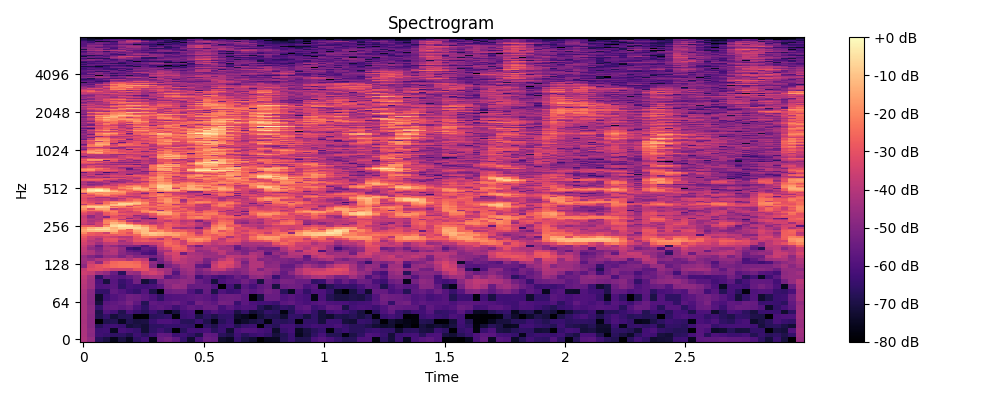 Spectrogram
Hz
4096
2048
1024
512
256
128
64
0
0
0.5
1
1.5
2
2.5
Time
+0 dB
-10 dB
-20 dB
-30 dB
-40 dB
-50 dB
-60 dB
-70 dB
-80 dB